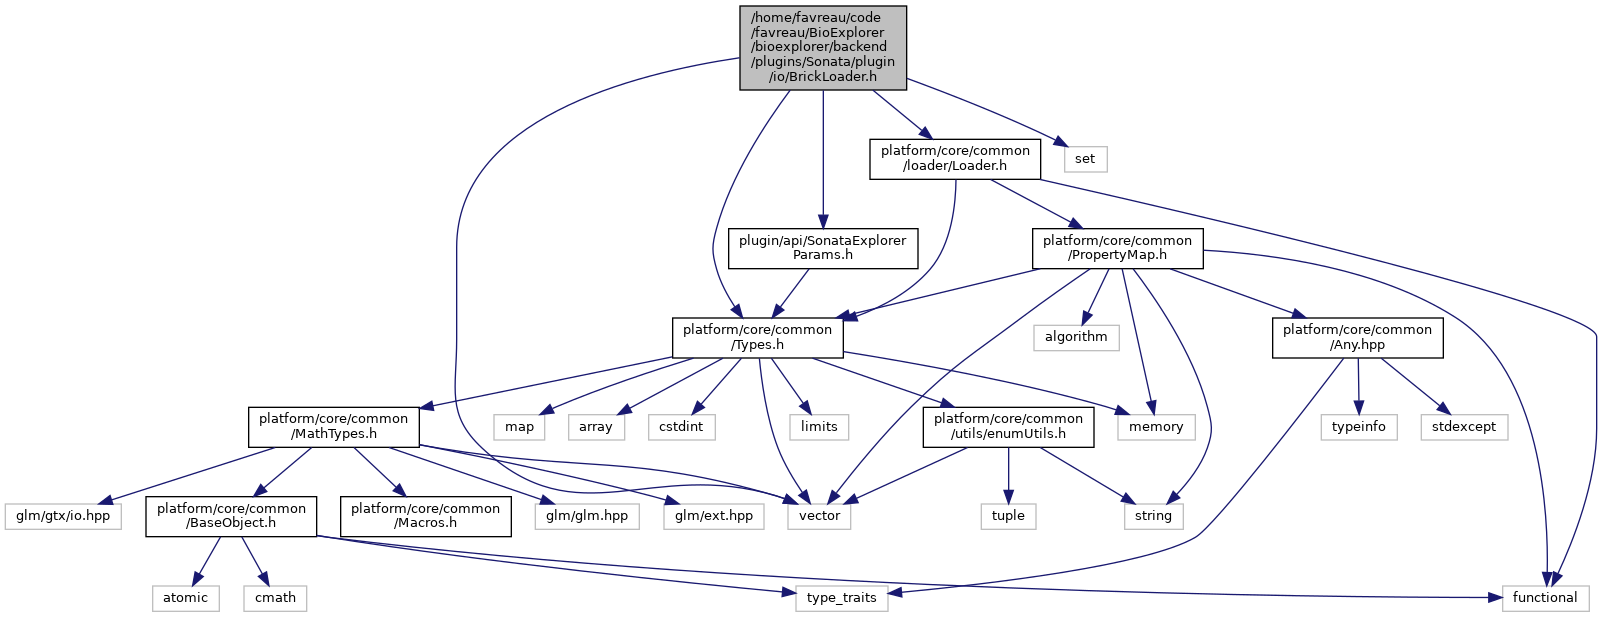 /home/favreau/code
/favreau/BioExplorer
/bioexplorer/backend
/plugins/Sonata/plugin
/io/BrickLoader.h
platform/core/common
/loader/Loader.h
set
plugin/api/SonataExplorer
Params.h
platform/core/common
/PropertyMap.h
platform/core/common
/Types.h
algorithm
platform/core/common
/Any.hpp
platform/core/common
/MathTypes.h
map
array
cstdint
limits
platform/core/common
/utils/enumUtils.h
memory
typeinfo
stdexcept
glm/gtx/io.hpp
platform/core/common
/BaseObject.h
platform/core/common
/Macros.h
glm/glm.hpp
glm/ext.hpp
vector
tuple
string
atomic
cmath
type_traits
functional